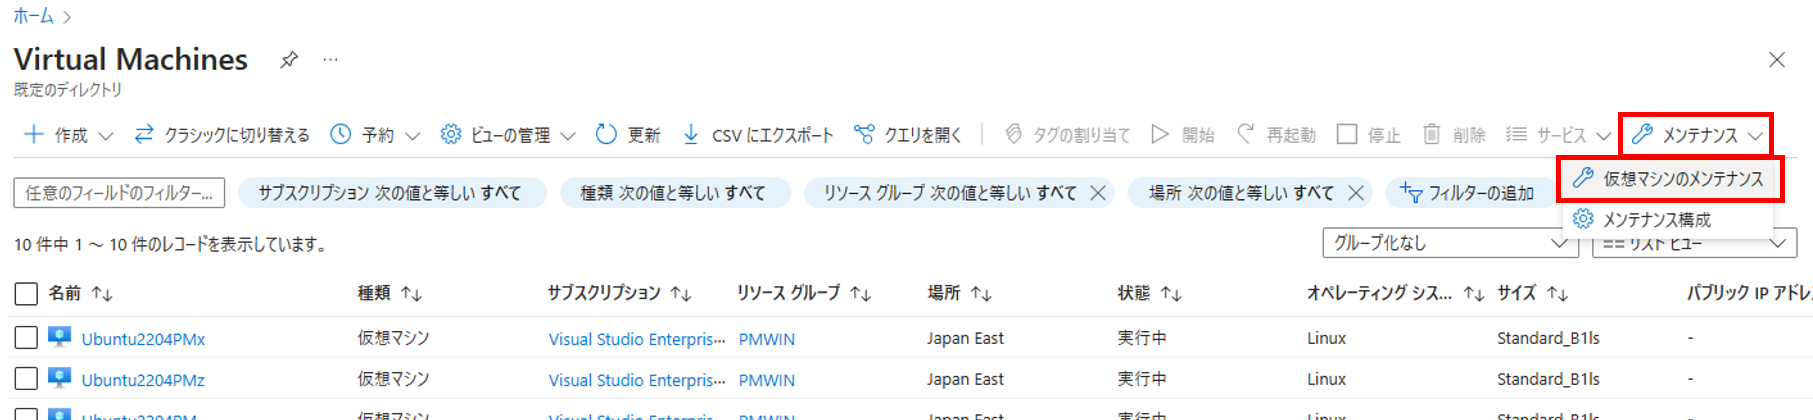 ホーム
Virtual Machines
既定のディレクトリ
作成 クラシックに切り替える 予約 ビューの管理 更新 CSV にエクスポート クエリを開く タグの割り当て 開始 再起動 停止 削除 サービス メンテナンス
仮想マシンのメンテナンス
メンテナンス構成
任意のフィールドのフィルター... サブスクリプション 次の値と等しい すべて 種類 次の値と等しい すべて リソース グループ 次の値と等しい すべて 場所 次の値と等しい すべて フィルターの追加
10 件中 1 ～ 10 件のレコードを表示しています。
グループ化なし リスト ビュー
名前 種類 サブスクリプション リソース グループ 場所 状態 オペレーティング シス... サイズ パブリック IP アドレ
Ubuntu2204PMx 仮想マシン Visual Studio Enterpris... PMWIN Japan East 実行中 Linux Standard_B1ls -
Ubuntu2204PMz 仮想マシン Visual Studio Enterpris... PMWIN Japan East 実行中 Linux Standard_B1ls -
仮想マシン Visual Studio Enterpris... PMWIN Japan East 実行中 Linux Standard_B1ls